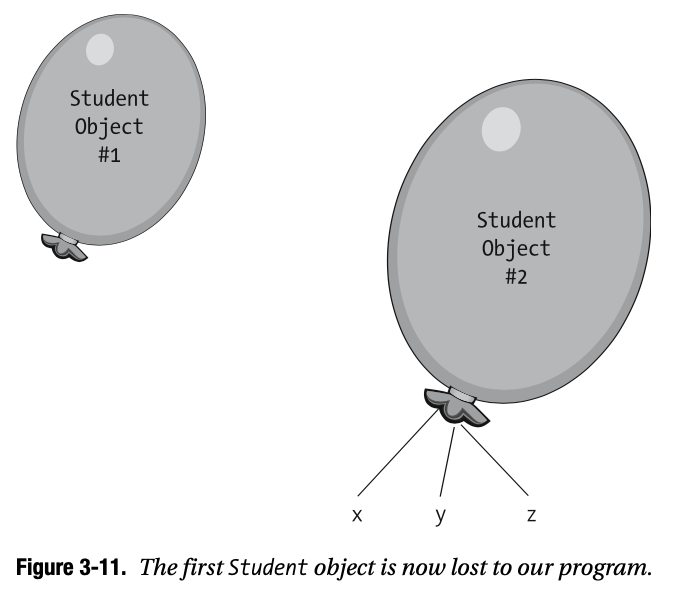 Student
Object
#1
Student
Object
#2
x
y
z
Figure 3-11. The first Student object is now lost to our program.